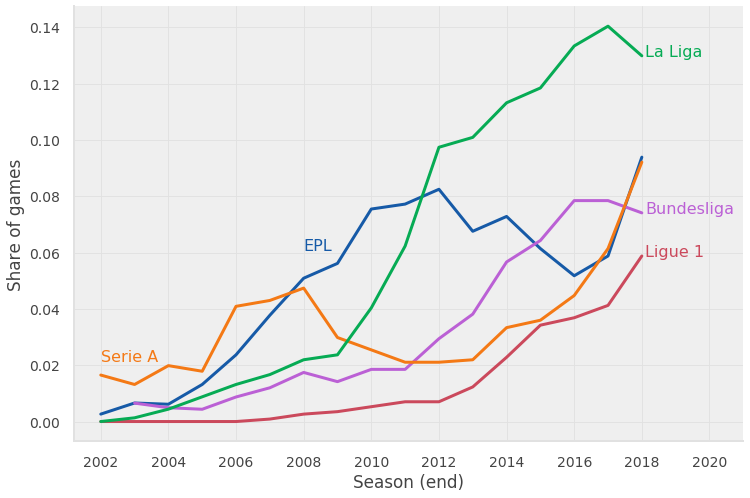 0.14
La Liga
0.12
0.10
0.08
Bundesliga
EPL
0.06
Ligue 1
0.04
Serie A
0.02
0.00
2002 2004 2006 2008 2010 2012 2014 2016 2018 2020
Season (end)
Share of games